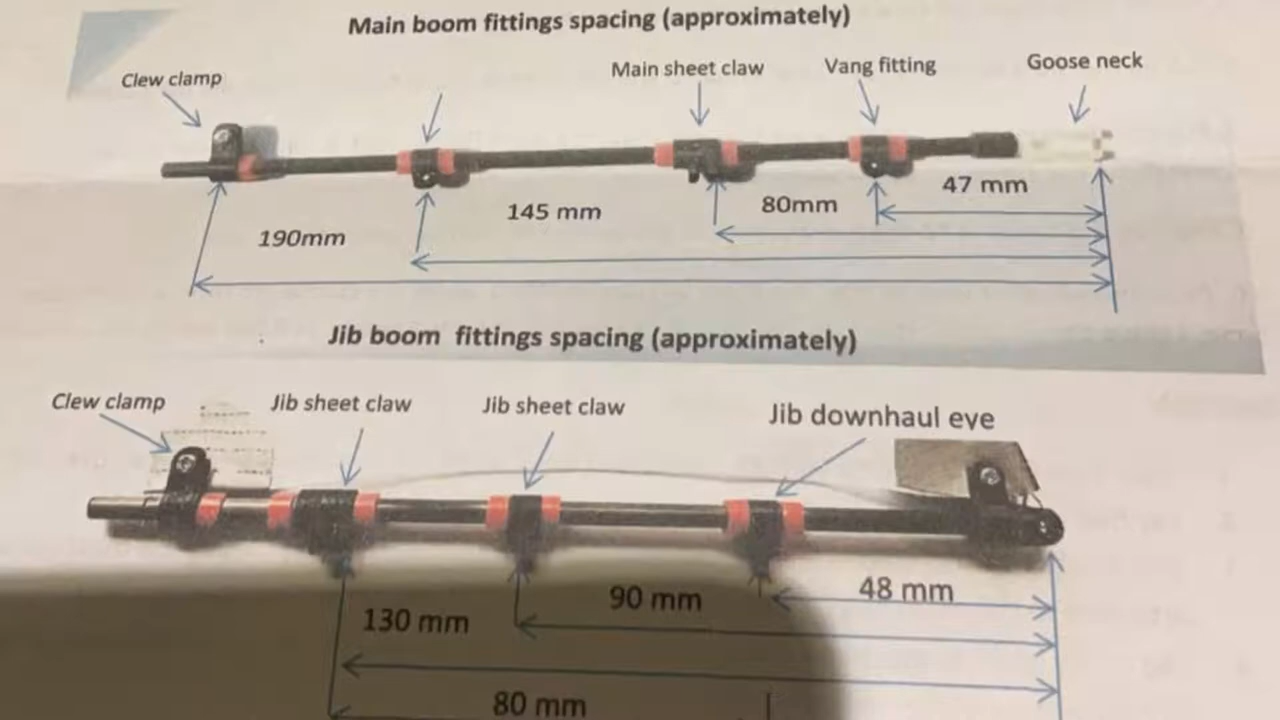 Main boom fittings spacing (approximately)
Clew clamp
Main sheet claw
Vang fitting
Goose neck
47 mm
80mm
145 mm
190mm
Jib boom fittings spacing (approximately)
Clew clamp
Jib sheet claw
Jib sheet claw
Jib downhaul eye
48 mm
90 mm
130 mm
80 mm